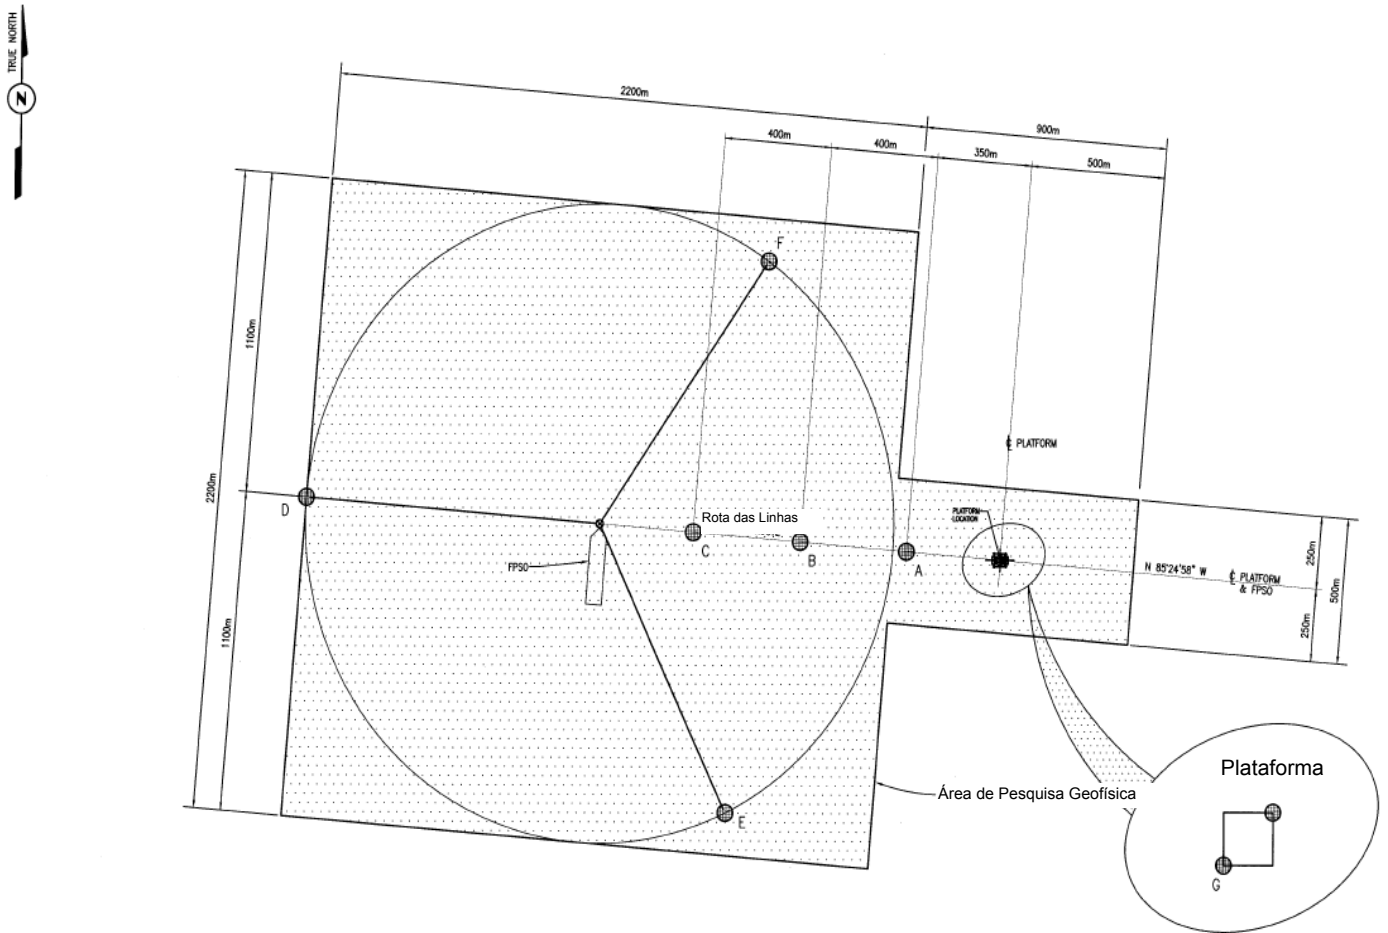 TRUE NORTH
N
2200m
900m
400m
400m
350m
500m
F
1100m
2200m
1100m
℄ PLATFORM
D
Rota das Linhas
C
B
A
PLATFORM
LOCATION
FPSO
N 85°24'58" W
℄ PLATFORM
& FPSO
250m
500m
250m
E
Área de Pesquisa Geofísica
Plataforma
G